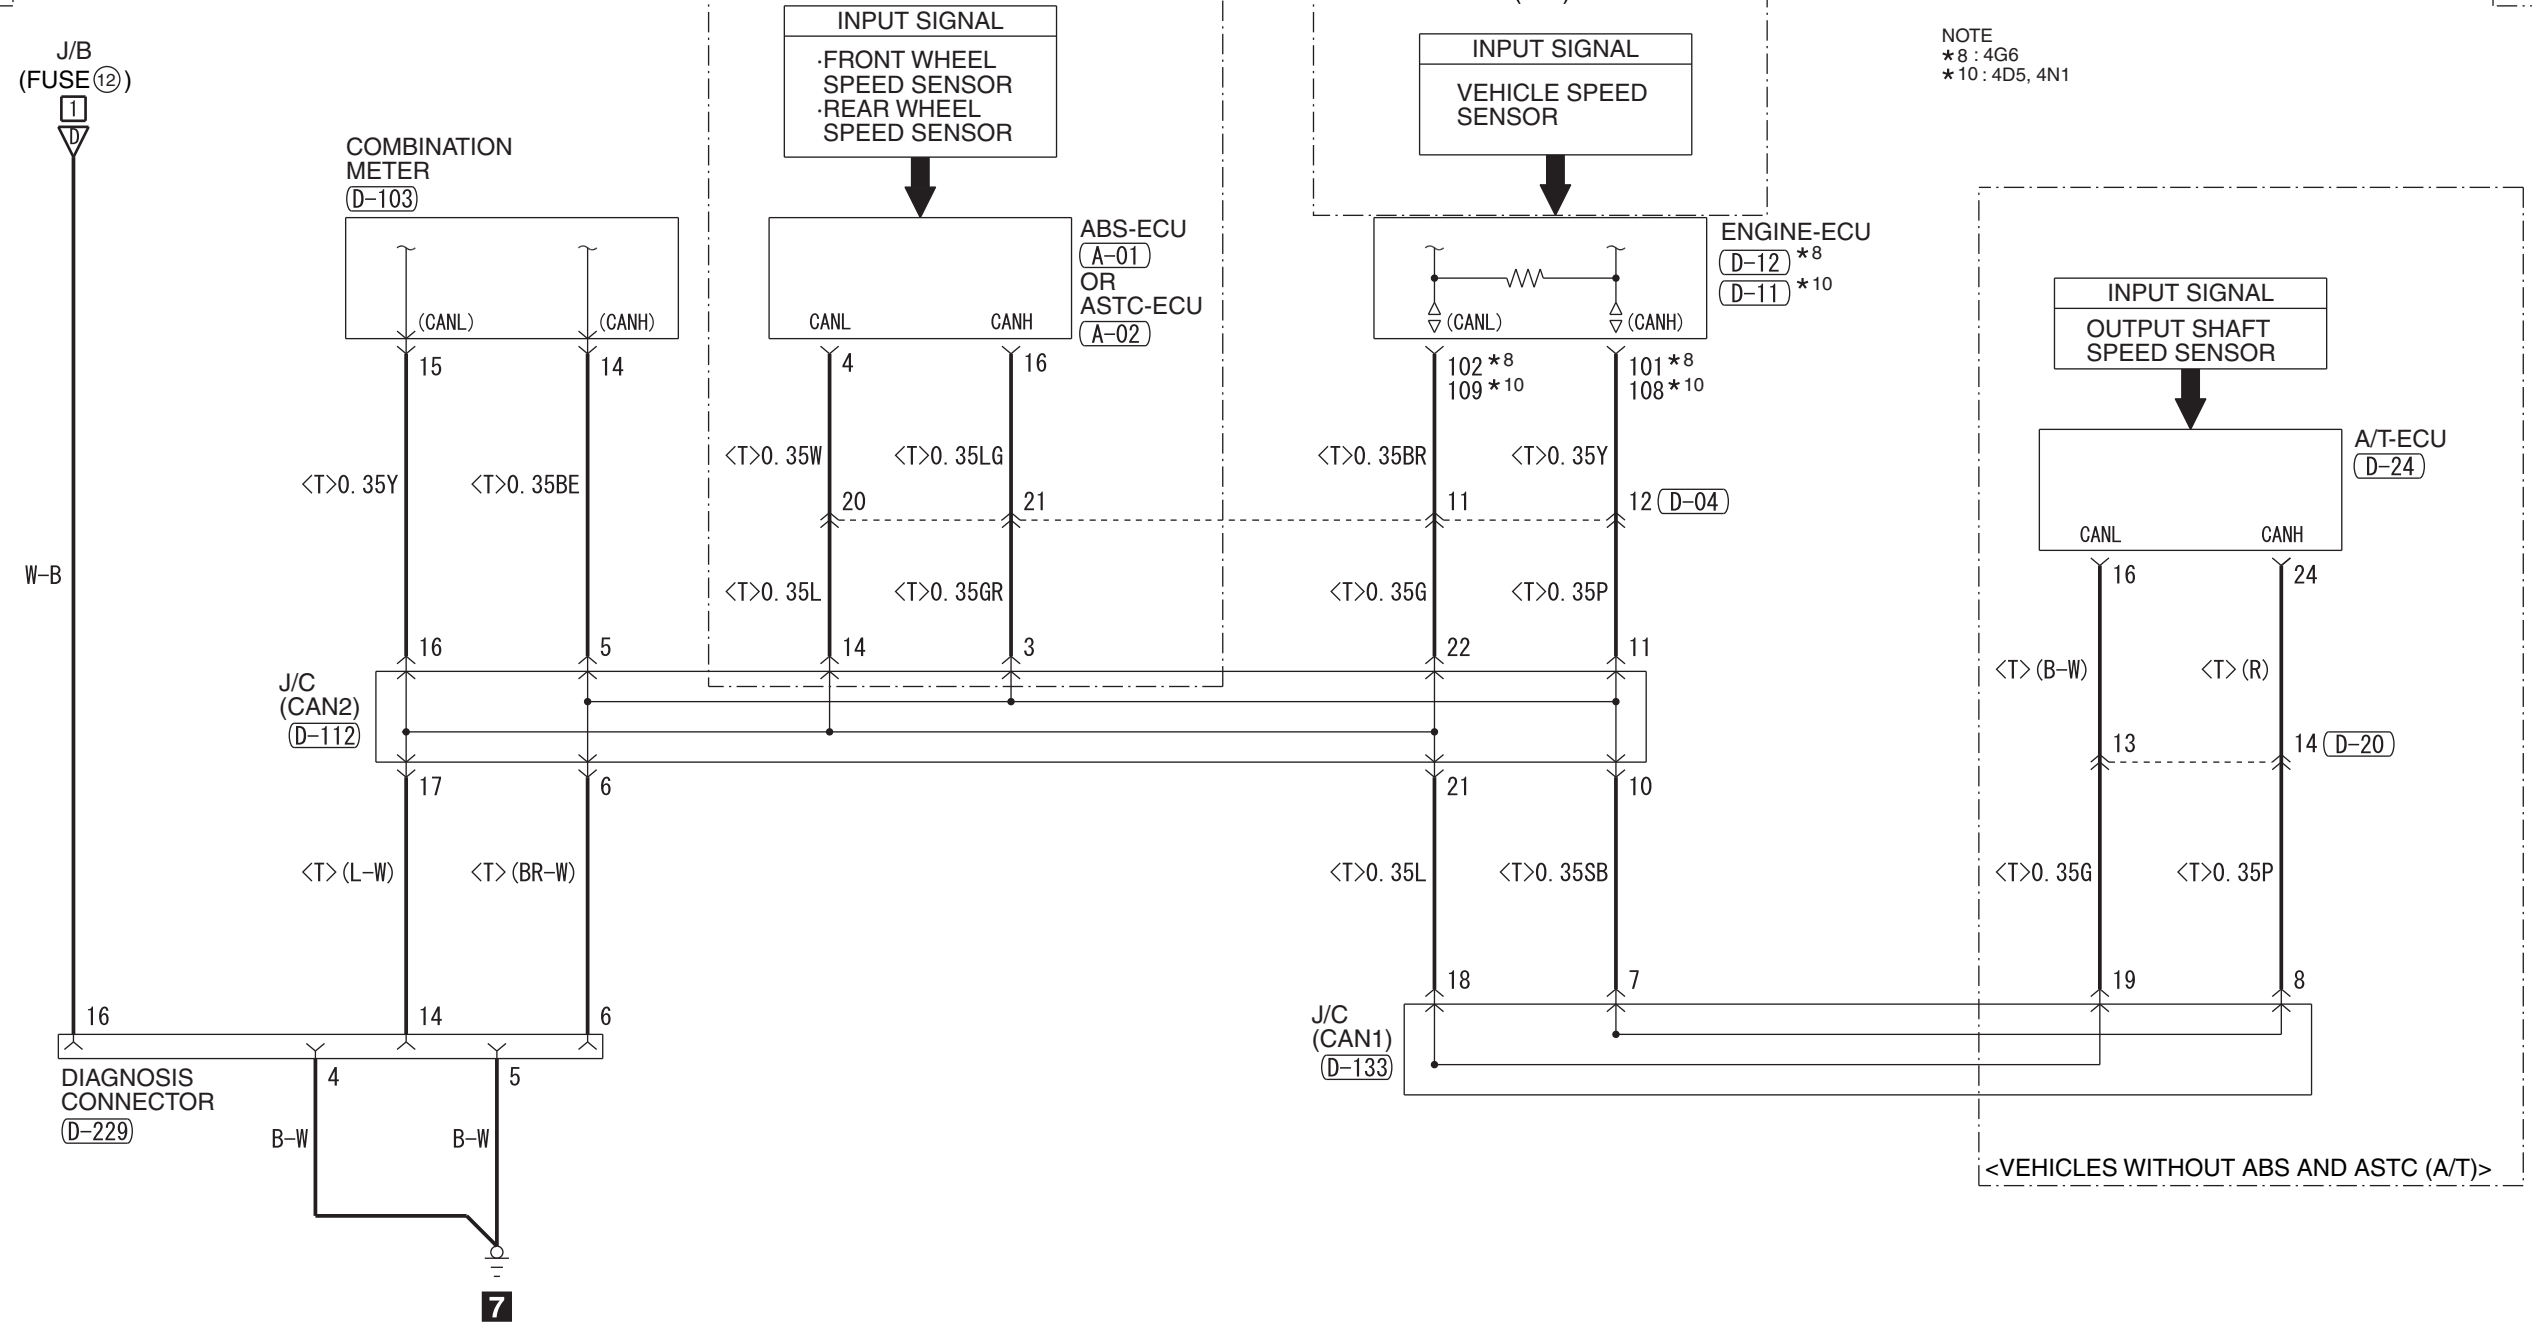 J/B
(FUSE⑫)
1
D
W-B
COMBINATION
METER
D-103
(CANL)
(CANH)
15
14
<T>0.35Y
<T>0.35BE
16
5
INPUT SIGNAL
·FRONT WHEEL
SPEED SENSOR
·REAR WHEEL
SPEED SENSOR
ABS-ECU
A-01
OR
ASTC-ECU
A-02
CANL
CANH
4
16
<T>0.35W
<T>0.35LG
20
21
<T>0.35L
<T>0.35GR
14
3
INPUT SIGNAL
VEHICLE SPEED
SENSOR
ENGINE-ECU
D-12 *8
D-11 *10
(CANL)
(CANH)
102 *8
109 *10
101 *8
108 *10
<T>0.35BR
<T>0.35Y
11
12 D-04
<T>0.35G
<T>0.35P
22
11
NOTE
*8 : 4G6
*10 : 4D5, 4N1
INPUT SIGNAL
OUTPUT SHAFT
SPEED SENSOR
A/T-ECU
D-24
CANL
CANH
16
24
<T>(B-W)
<T>(R)
13
14 D-20
<T>0.35G
<T>0.35P
19
8
J/C
(CAN2)
D-112
17
6
21
10
<T>(L-W)
<T>(BR-W)
<T>0.35L
<T>0.35SB
18
7
J/C
(CAN1)
D-133
16
14
6
DIAGNOSIS
CONNECTOR
D-229
4
5
B-W
B-W
7
<VEHICLES WITHOUT ABS AND ASTC (A/T)>